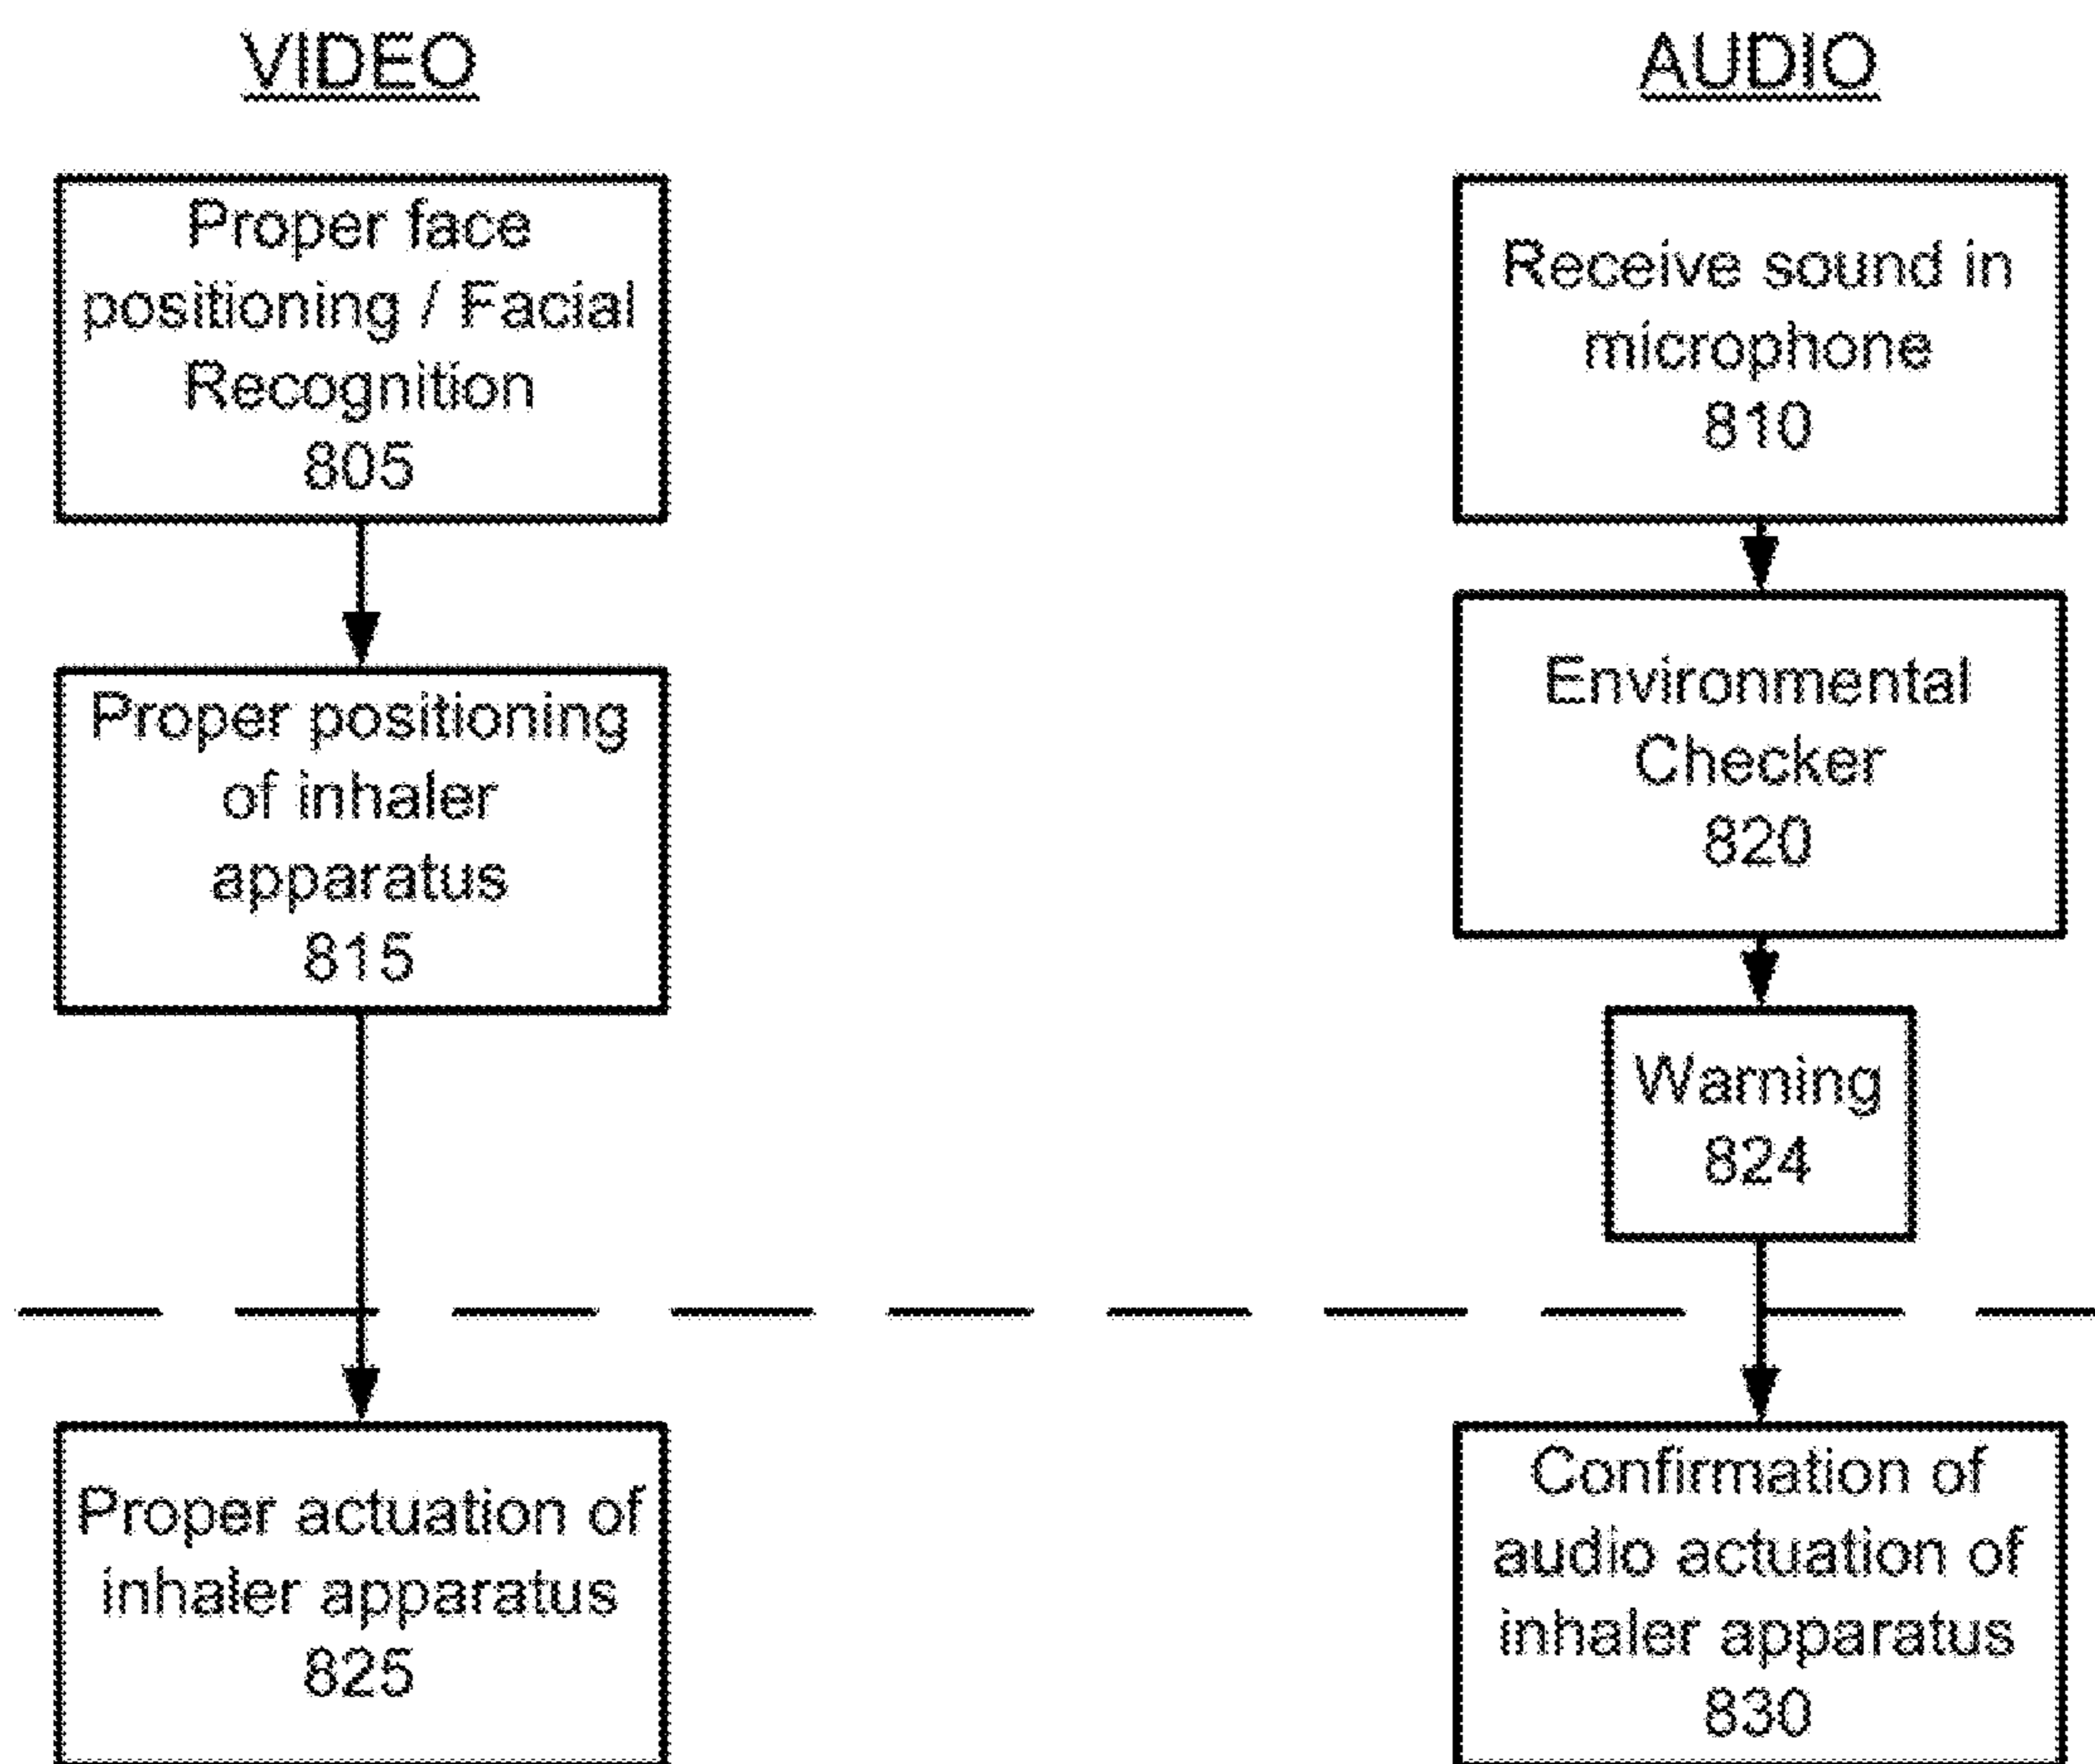 VIDEO
Proper face
positioning / Facial
Recognition
805
Proper positioning
of inhaler
apparatus
815
Proper actuation of
inhaler apparatus
825
AUDIO
Receive sound in
microphone
810
Environmental
Checker
820
Warning
824
Confirmation of
audio actuation of
inhaler apparatus
830